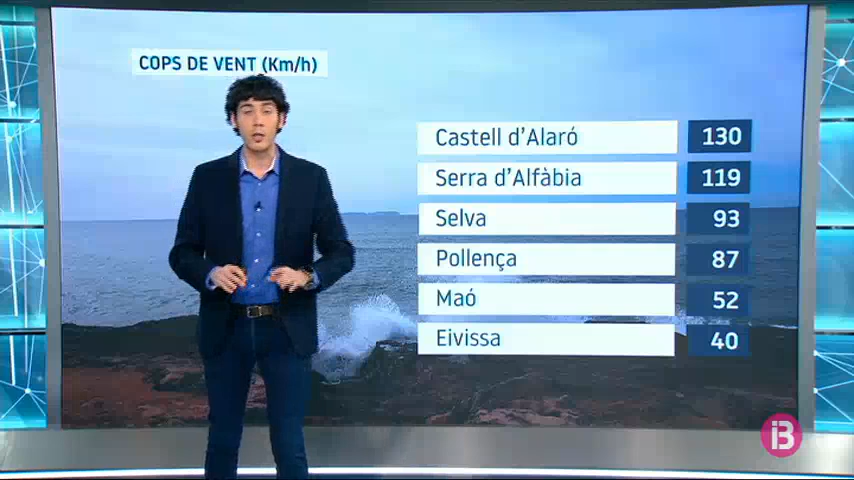 COPS DE VENT (Km/h)
Castell d'Alaró 130
Serra d'Alfàbia 119
Selva 93
Pollença 87
Maó 52
Eivissa 40
iB